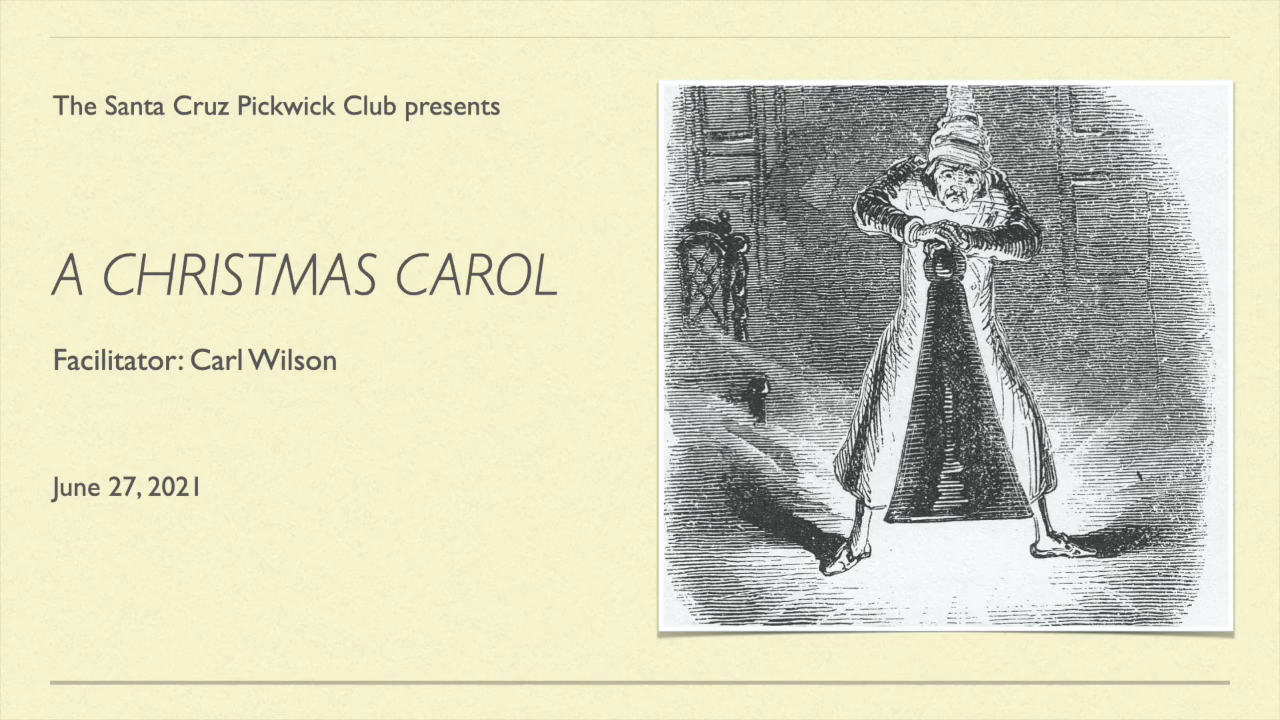 The Santa Cruz Pickwick Club presents
A CHRISTMAS CAROL
Facilitator: Carl Wilson
June 27, 2021